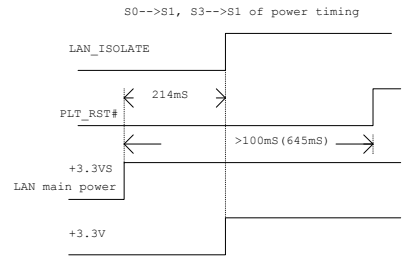 S0-->S1, S3-->S1 of power timing
LAN_ISOLATE
214mS
PLT_RST#
>100mS(645mS)
+3.3VS
LAN main power
+3.3V